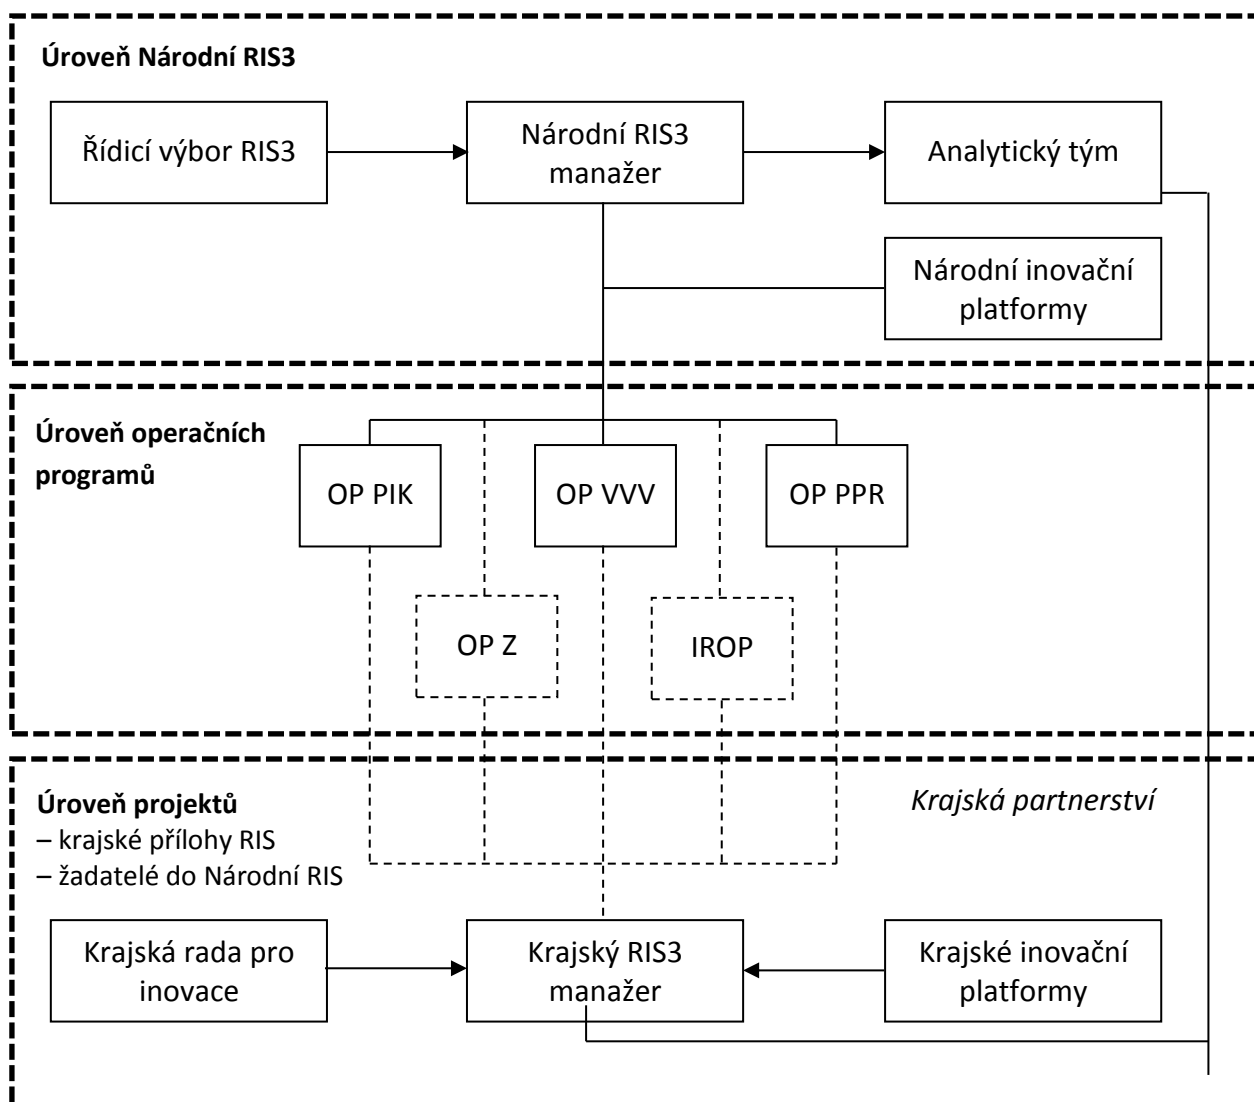 Úroveň Národní RIS3
Řídicí výbor RIS3
Národní RIS3
manažer
Analytický tým
Národní inovační
platformy
Úroveň operačních
programů
OP PIK
OP VVV
OP PPR
OP Z
IROP
Úroveň projektů
– krajské přílohy RIS
– žadatelé do Národní RIS
Krajská partnerství
Krajská rada pro
inovace
Krajský RIS3
manažer
Krajské inovační
platformy